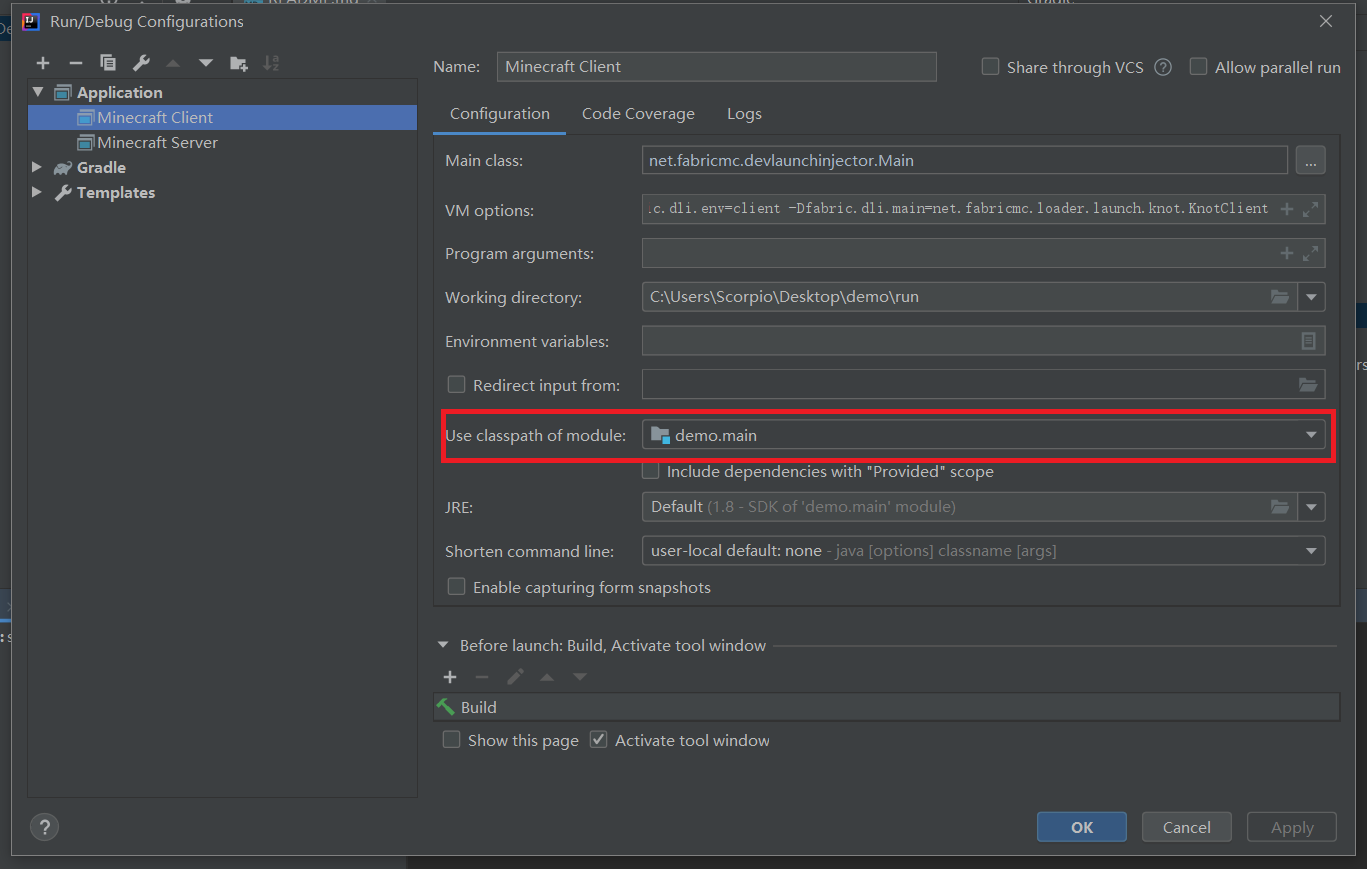 Run/Debug Configurations
Name: Minecraft Client
Share through VCS
Allow parallel run
Application
Minecraft Client
Minecraft Server
Gradle
Templates
Configuration Code Coverage Logs
Main class: net.fabricmc.devlaunchinjector.Main ...
VM options: .c.dli.env=client -Dfabric.dli.main=net.fabricmc.loader.launch.knot.KnotClient
Program arguments:
Working directory: C:\Users\Scorpio\Desktop\demo\run
Environment variables:
Redirect input from:
Use classpath of module: demo.main
Include dependencies with "Provided" scope
JRE: Default (1.8 - SDK of 'demo.main' module)
Shorten command line: user-local default: none - java [options] classname [args]
Enable capturing form snapshots
Before launch: Build, Activate tool window
Build
Show this page Activate tool window
? OK Cancel Apply